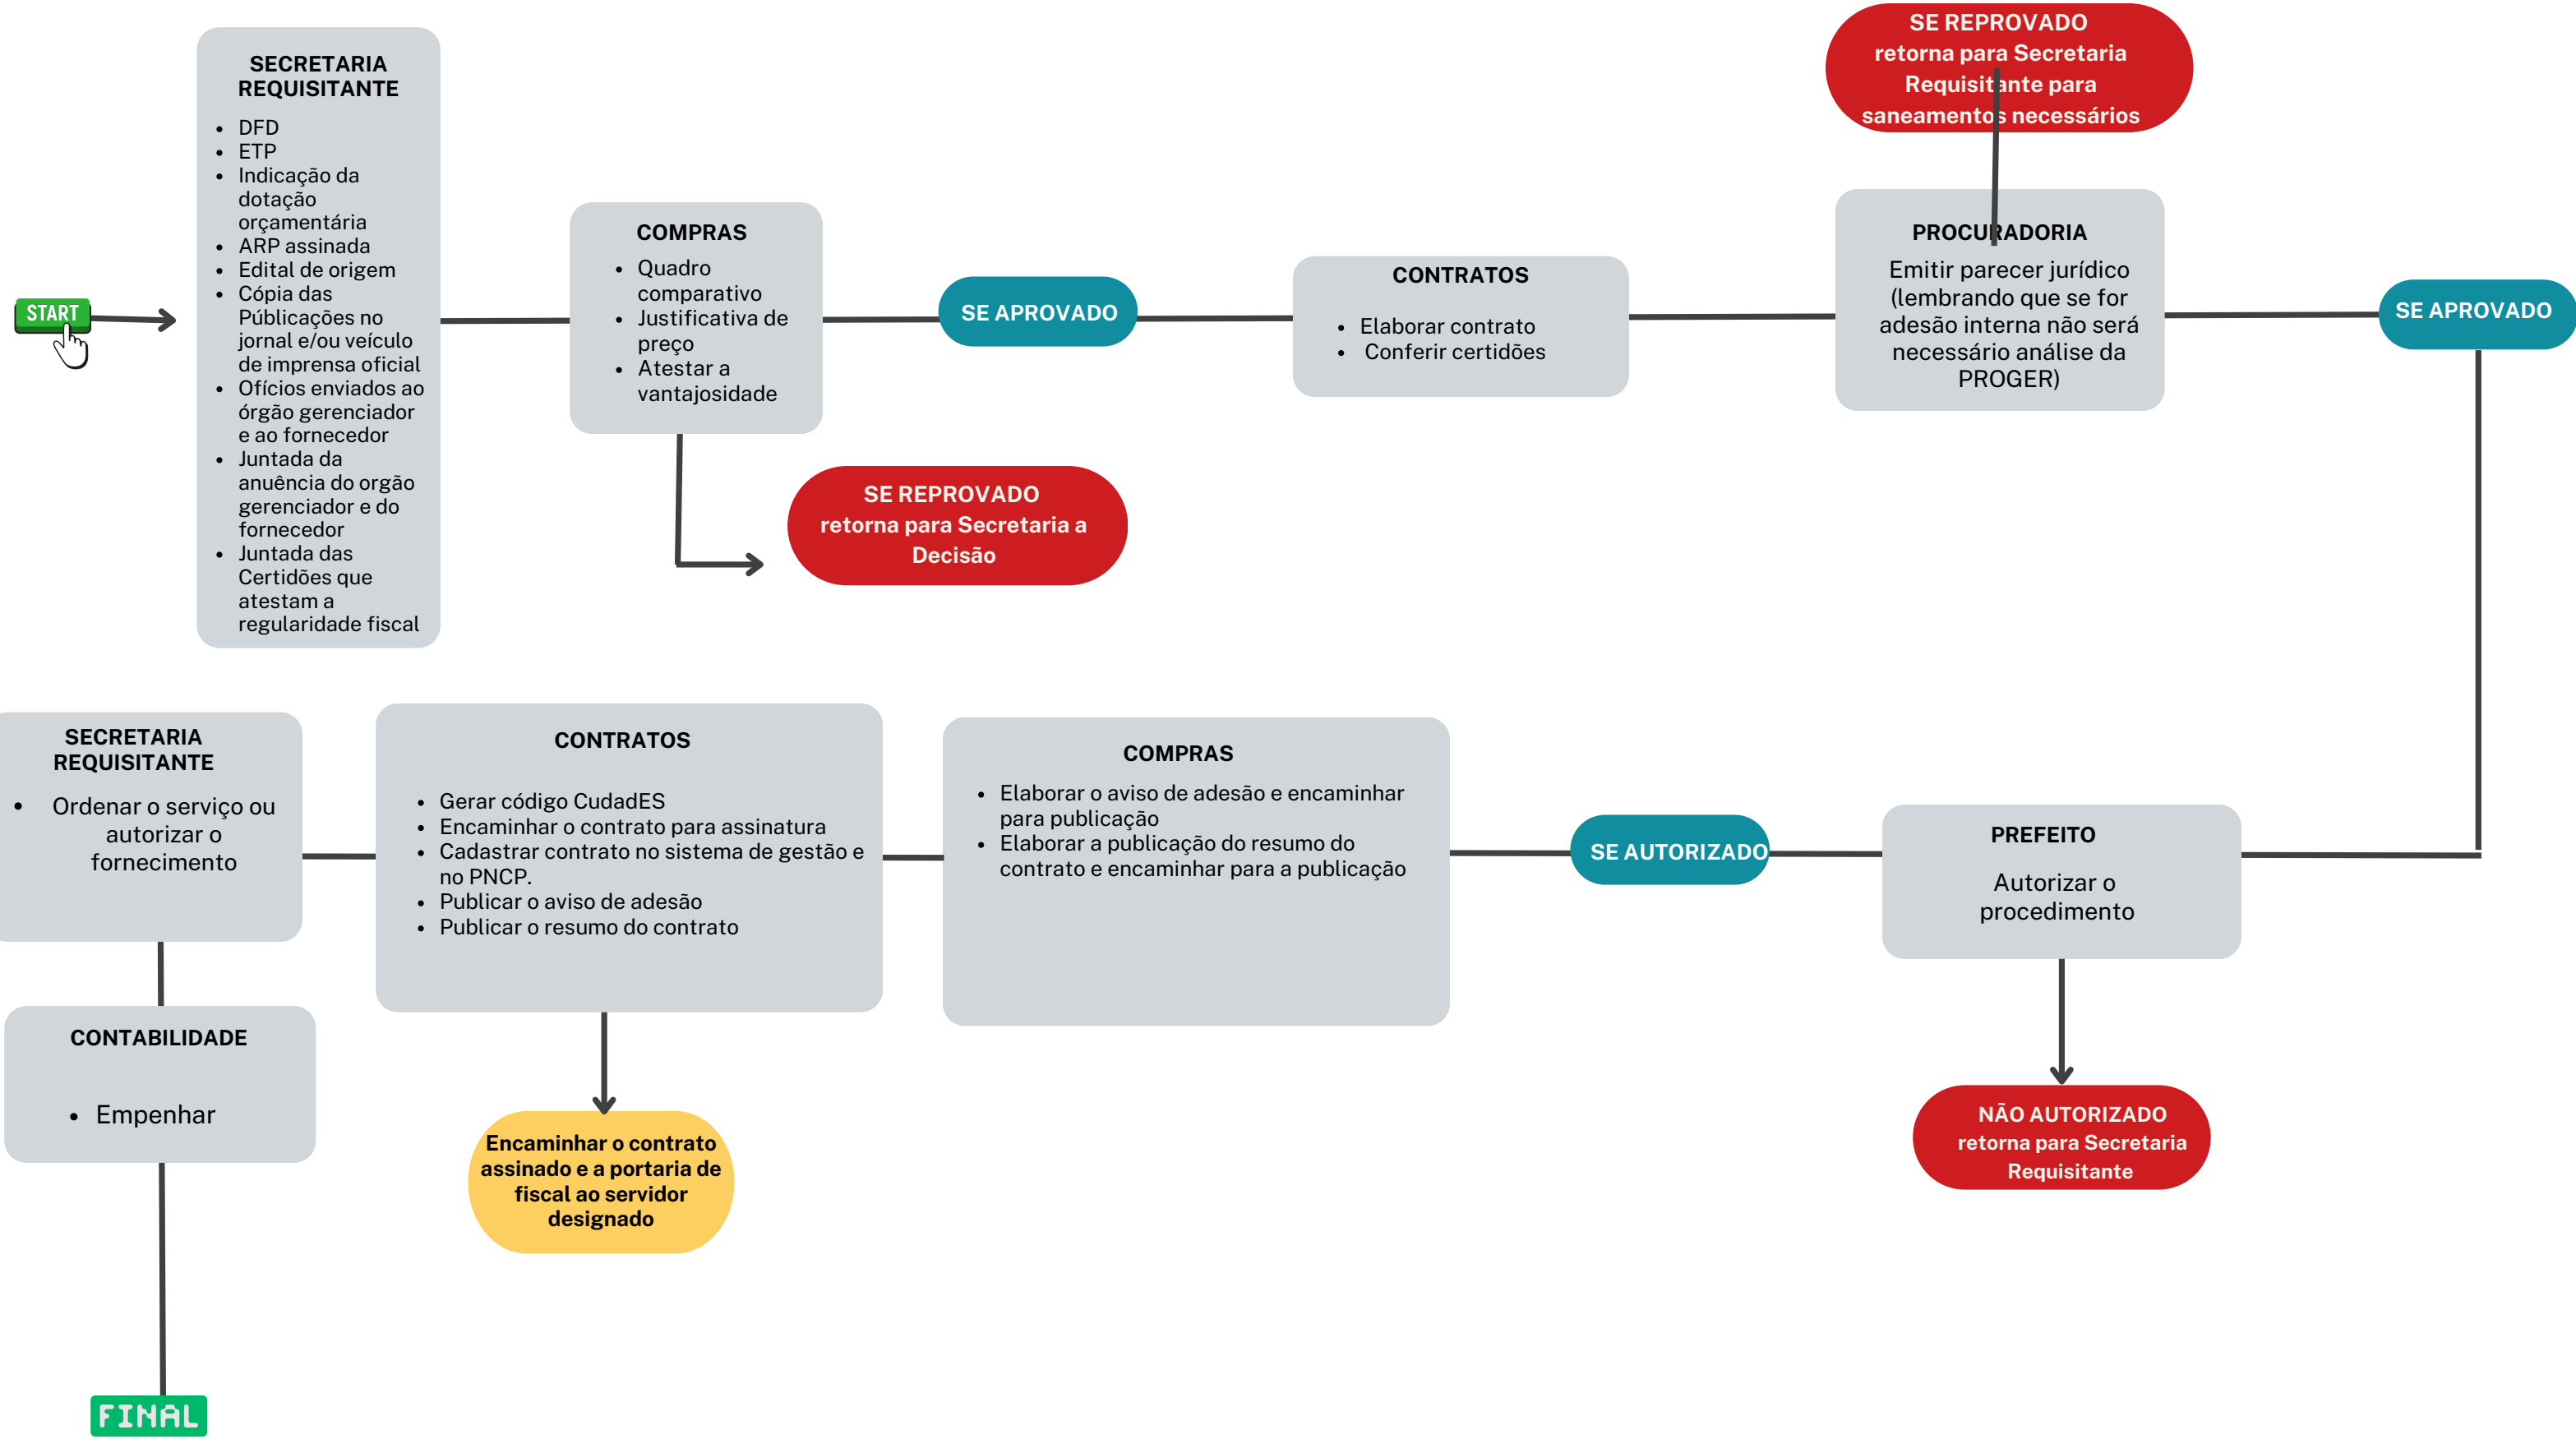 START
SECRETARIA
REQUISITANTE
• DFD
• ETP
• Indicação da
dotação
orçamentária
• ARP assinada
• Edital de origem
• Cópia das
Públicações no
jornal e/ou veículo
de imprensa oficial
• Ofícios enviados ao
órgão gerenciador
e ao fornecedor
• Juntada da
anuência do orgão
gerenciador e do
fornecedor
• Juntada das
Certidões que
atestam a
regularidade fiscal
COMPRAS
• Quadro
comparativo
• Justificativa de
preço
• Atestar a
vantajosidade
SE REPROVADO
retorna para Secretaria a
Decisão
SE APROVADO
CONTRATOS
• Elaborar contrato
• Conferir certidões
SE REPROVADO
retorna para Secretaria
Requisitante para
saneamentos necessários
PROCURADORIA
Emitir parecer jurídico
(lembrando que se for
adesão interna não será
necessário análise da
PROGER)
SE APROVADO
PREFEITO
Autorizar o
procedimento
NÃO AUTORIZADO
retorna para Secretaria
Requisitante
SE AUTORIZADO
COMPRAS
• Elaborar o aviso de adesão e encaminhar
para publicação
• Elaborar a publicação do resumo do
contrato e encaminhar para a publicação
CONTRATOS
• Gerar código CudadES
• Encaminhar o contrato para assinatura
• Cadastrar contrato no sistema de gestão e
no PNCP.
• Publicar o aviso de adesão
• Publicar o resumo do contrato
Encaminhar o contrato
assinado e a portaria de
fiscal ao servidor
designado
SECRETARIA
REQUISITANTE
• Ordenar o serviço ou
autorizar o
fornecimento
CONTABILIDADE
• Empenhar
FINAL